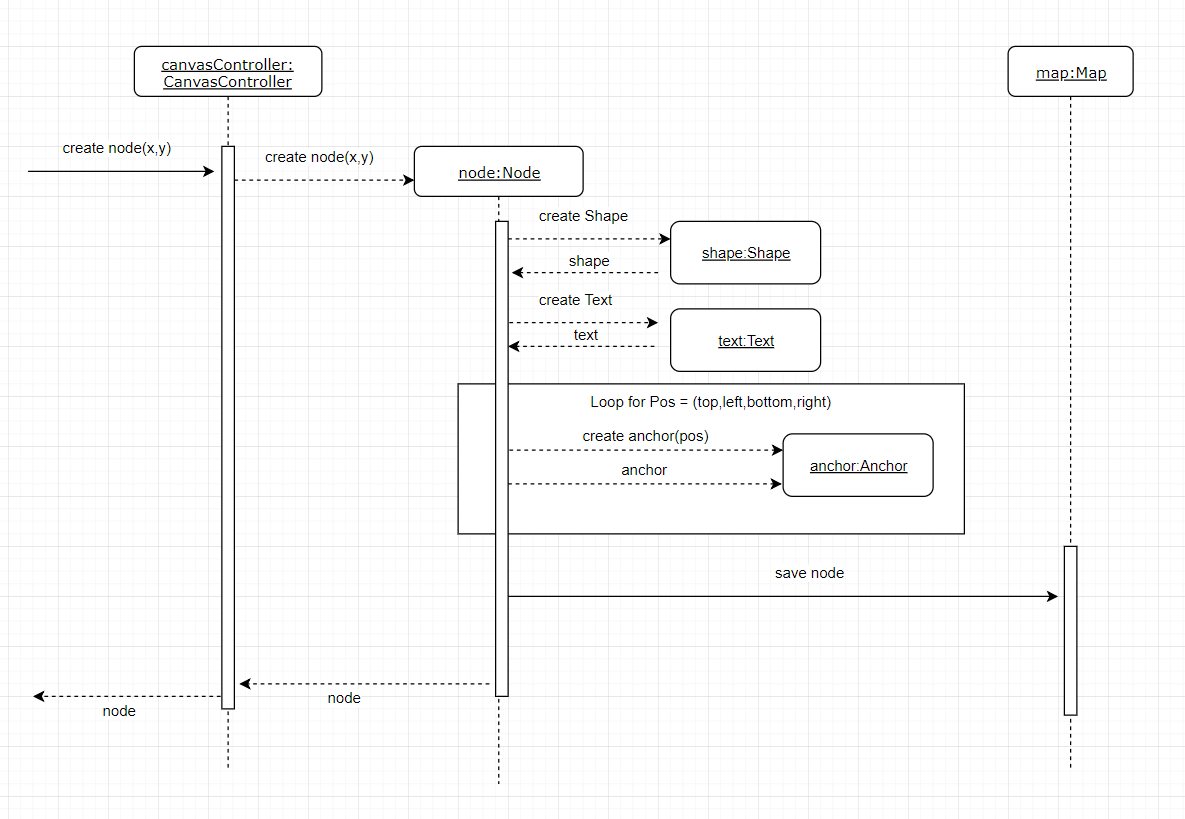 canvasController:
CanvasController
map:Map
create node(x,y)
create node(x,y)
node:Node
create Shape
shape:Shape
shape
create Text
text
text:Text
Loop for Pos = (top,left,bottom,right)
create anchor(pos)
anchor:Anchor
anchor
save node
node
node